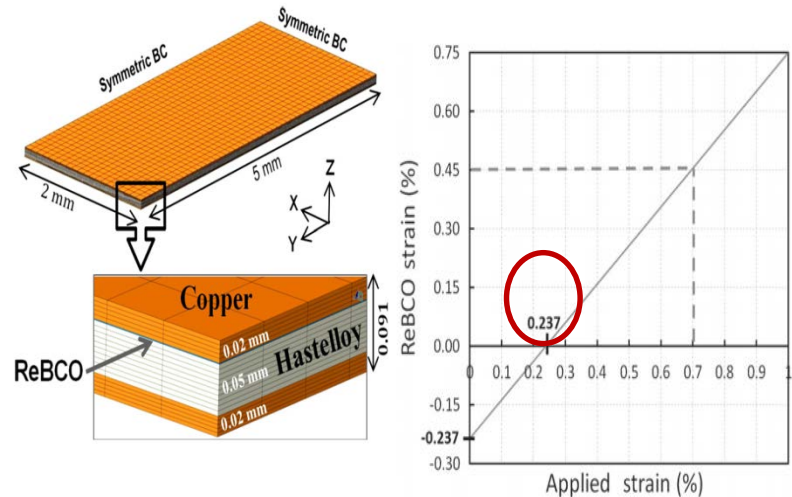 Symmetric BC
Symmetric BC
2 mm
5 mm
Z
X
Y
Copper
0.02 mm
ReBCO
0.05 mm
Hastelloy
0.02 mm
0.091
ReBCO strain (%)
0.75
0.60
0.45
0.30
0.15
0.237
0.00
0 0.1 0.2 0.3 0.4 0.5 0.6 0.7 0.8 0.9 1
-0.15
-0.237
-0.30
Applied strain (%)